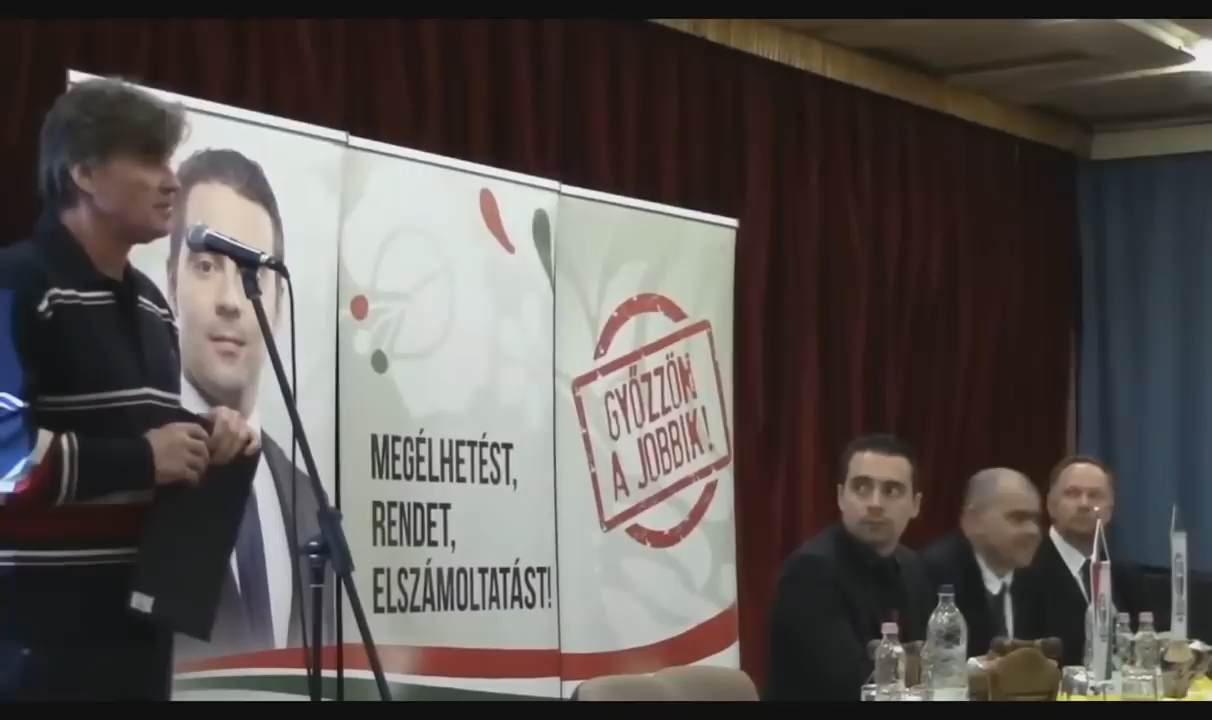 MEGÉLHETÉST,
RENDET,
ELSZÁMOLTATÁST!
GYŐZZÖN
A JOBBIK!